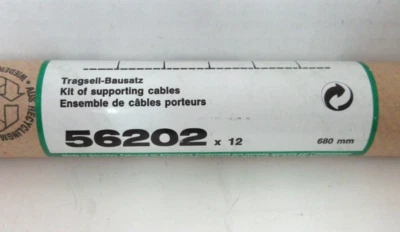 Tragseil-Bausatz
Kit of supporting cables
Ensemble de câbles porteurs
56202 x 12
680 mm